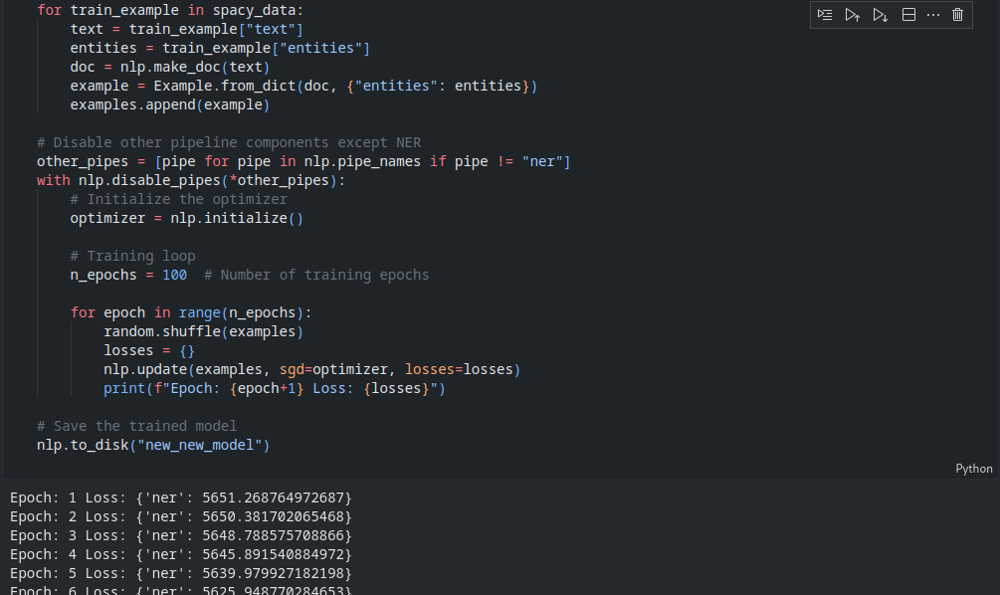 for train_example in spacy_data:
    text = train_example["text"]
    entities = train_example["entities"]
    doc = nlp.make_doc(text)
    example = Example.from_dict(doc, {"entities": entities})
    examples.append(example)

# Disable other pipeline components except NER
other_pipes = [pipe for pipe in nlp.pipe_names if pipe != "ner"]
with nlp.disable_pipes(*other_pipes):
    # Initialize the optimizer
    optimizer = nlp.initialize()

    # Training loop
    n_epochs = 100  # Number of training epochs

    for epoch in range(n_epochs):
        random.shuffle(examples)
        losses = {}
        nlp.update(examples, sgd=optimizer, losses=losses)
        print(f"Epoch: {epoch+1} Loss: {losses}")

# Save the trained model
nlp.to_disk("new_new_model")
Python
Epoch: 1 Loss: {'ner': 5651.268764972687}
Epoch: 2 Loss: {'ner': 5650.381702065468}
Epoch: 3 Loss: {'ner': 5648.788575708866}
Epoch: 4 Loss: {'ner': 5645.891540884972}
Epoch: 5 Loss: {'ner': 5639.979927182198}
Epoch: 6 Loss: {'ner': 5625.948770284653}